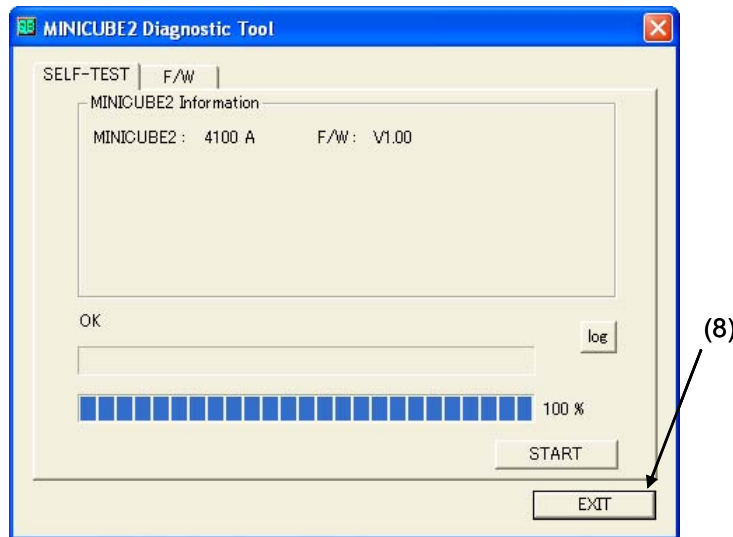 MINICUBE2 Diagnostic Tool
SELF-TEST F/W
MINICUBE2 Information
MINICUBE2 : 4100 A F/W : V1.00
OK
log
(8)
100 %
START
EXIT